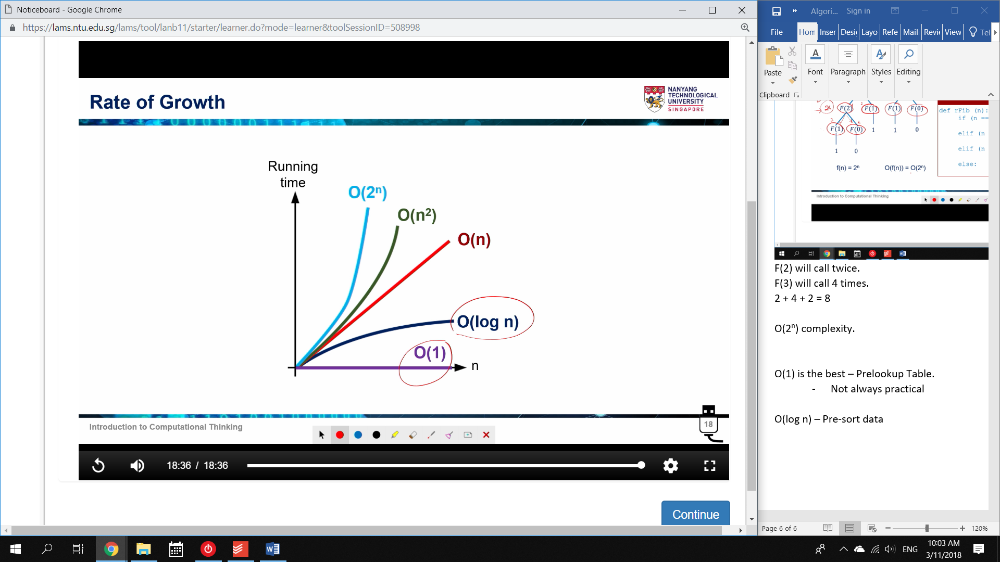 Noticeboard - Google Chrome
https://lams.ntu.edu.sg/lams/tool/lanb11/starter/learner.do?mode=learner&toolSessionID=508998
Rate of Growth
NANYANG
TECHNOLOGICAL
UNIVERSITY
SINGAPORE
Running
time
O(2ⁿ)
O(n²)
O(n)
O(log n)
O(1)
n
Introduction to Computational Thinking
18
18:36 / 18:36
Continue
Algori...
Sign in
File
Hom
Inser
Desi
Layo
Refe
Maili
Revie
View
Tel
Paste
Font
Paragraph
Styles
Editing
Clipboard
F(2)
F(1)
F(1)
F(0)
F(1)
F(0)
1
1
0
1
0
f(n) = 2ⁿ
O(f(n)) = O(2ⁿ)
def rFib (n):
if (n ==
elif (n
elif (n
else:
Introduction to Computational Thinking
F(2) will call twice.
F(3) will call 4 times.
2 + 4 + 2 = 8
O(2ⁿ) complexity.
O(1) is the best – Prelookup Table.
- Not always practical
O(log n) – Pre-sort data
Page 6 of 6
120%
ENG
10:03 AM
3/11/2018